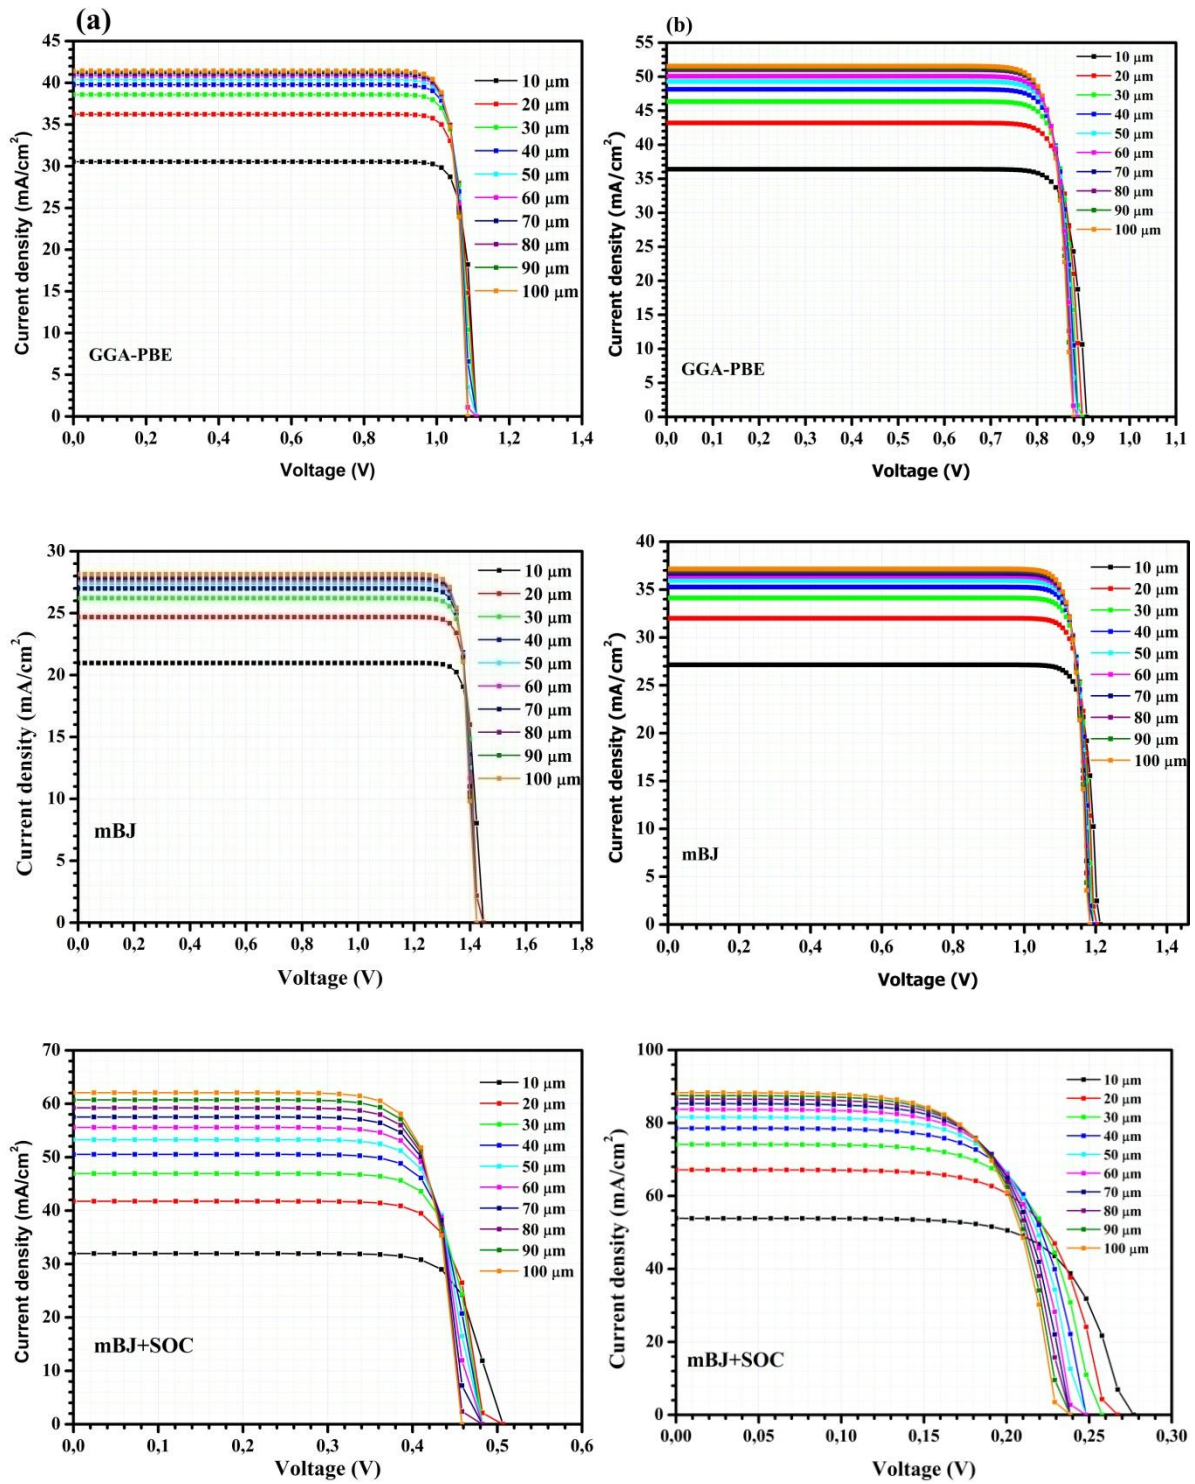 (a)
45
40
35
30
25
20
15
10
5
0
Current density (mA/cm²)
10 μm
20 μm
30 μm
40 μm
50 μm
60 μm
70 μm
80 μm
90 μm
100 μm
GGA-PBE
0,0 0,2 0,4 0,6 0,8 1,0 1,2 1,4
Voltage (V)
(b)
55
50
45
40
35
30
25
20
15
10
5
0
Current density (mA/cm²)
10 μm
20 μm
30 μm
40 μm
50 μm
60 μm
70 μm
80 μm
90 μm
100 μm
GGA-PBE
0,0 0,1 0,2 0,3 0,4 0,5 0,6 0,7 0,8 0,9 1,0 1,1
Voltage (V)
30
25
20
15
10
5
0
Current density (mA/cm²)
10 μm
20 μm
30 μm
40 μm
50 μm
60 μm
70 μm
80 μm
90 μm
100 μm
mBJ
0,0 0,2 0,4 0,6 0,8 1,0 1,2 1,4 1,6 1,8
Voltage (V)
40
35
30
25
20
15
10
5
0
Current density (mA/cm²)
10 μm
20 μm
30 μm
40 μm
50 μm
60 μm
70 μm
80 μm
90 μm
100 μm
mBJ
0,0 0,2 0,4 0,6 0,8 1,0 1,2 1,4
Voltage (V)
70
60
50
40
30
20
10
0
Current density (mA/cm²)
10 μm
20 μm
30 μm
40 μm
50 μm
60 μm
70 μm
80 μm
90 μm
100 μm
mBJ+SOC
0,0 0,1 0,2 0,3 0,4 0,5 0,6
Voltage (V)
100
80
60
40
20
0
Current density (mA/cm²)
10 μm
20 μm
30 μm
40 μm
50 μm
60 μm
70 μm
80 μm
90 μm
100 μm
mBJ+SOC
0,00 0,05 0,10 0,15 0,20 0,25 0,30
Voltage (V)